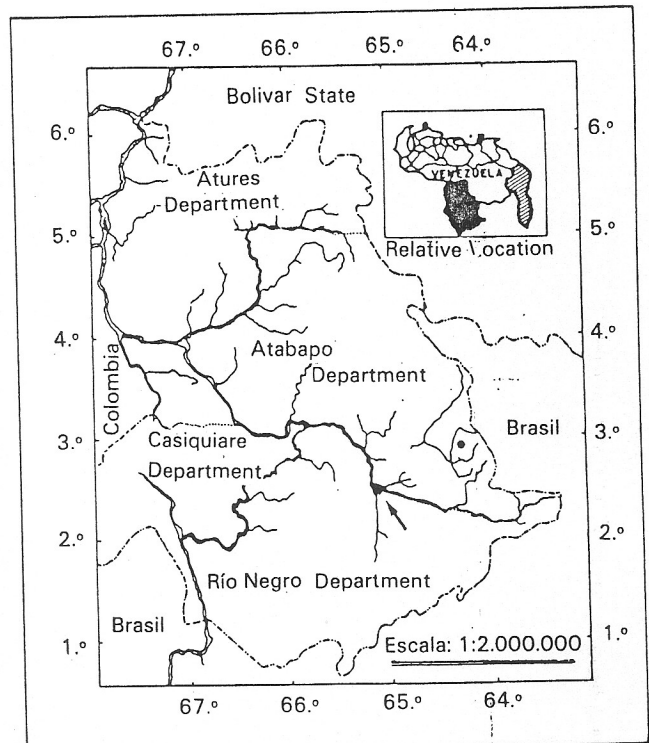 67.º 66.º 65.º 64.º
Bolivar State
6.º 6.º
VENEZUELA
Atures
Department
5.º 5.º
Relative Location
4.º 4.º
Colombia
Atabapo
Department
Brasil
3.º 3.º
Casiquiare
Department
2.º 2.º
Río Negro Department
Brasil
1.º 1.º
Escala: 1:2.000.000
67.º 66.º 65.º 64.º